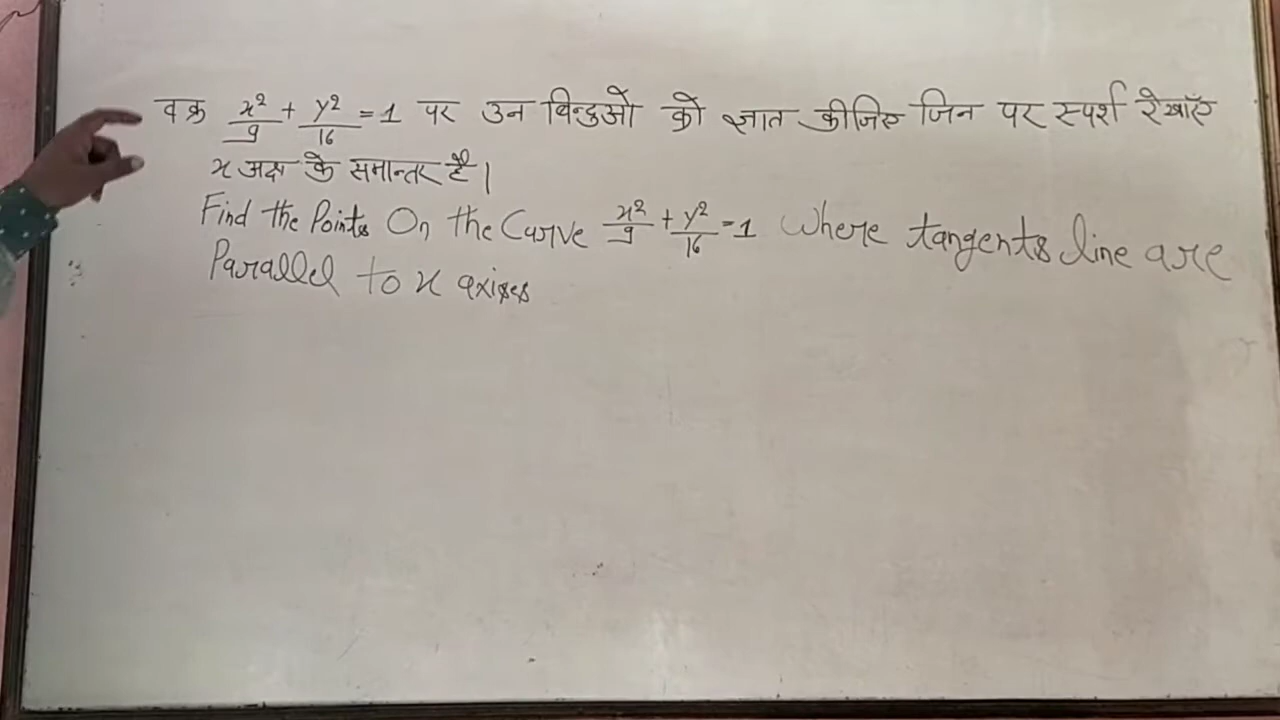 वक्र x²/9 + y²/16 = 1 पर उन बिन्दुओ को ज्ञात कीजिए जिन पर स्पर्श रेखाएँ
x अक्ष के समान्तर है।
Find the Points On the Curve x²/9 + y²/16 = 1 Where tangents line are
Parallel to x axises